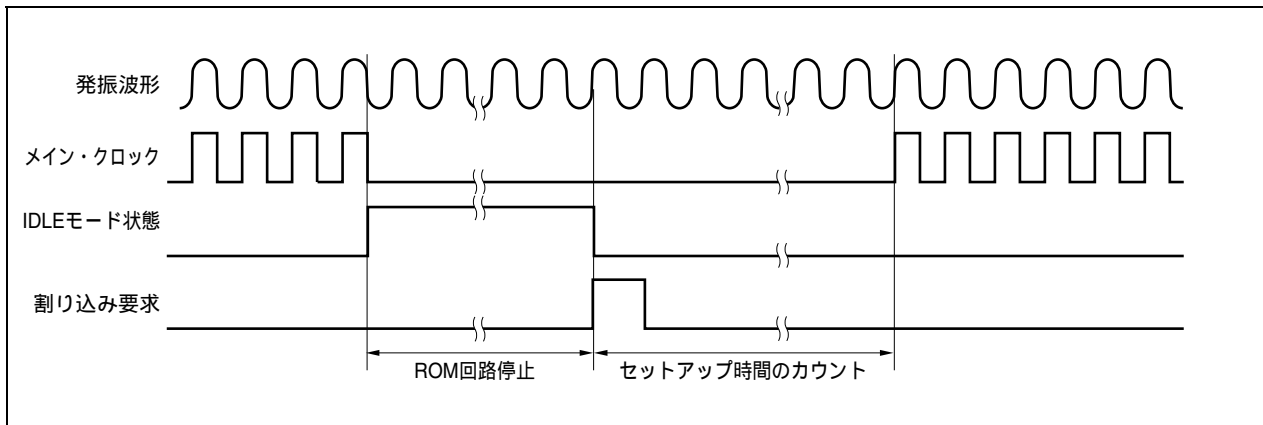 発振波形
メイン・クロック
IDLEモード状態
割り込み要求
ROM回路停止
セットアップ時間のカウント